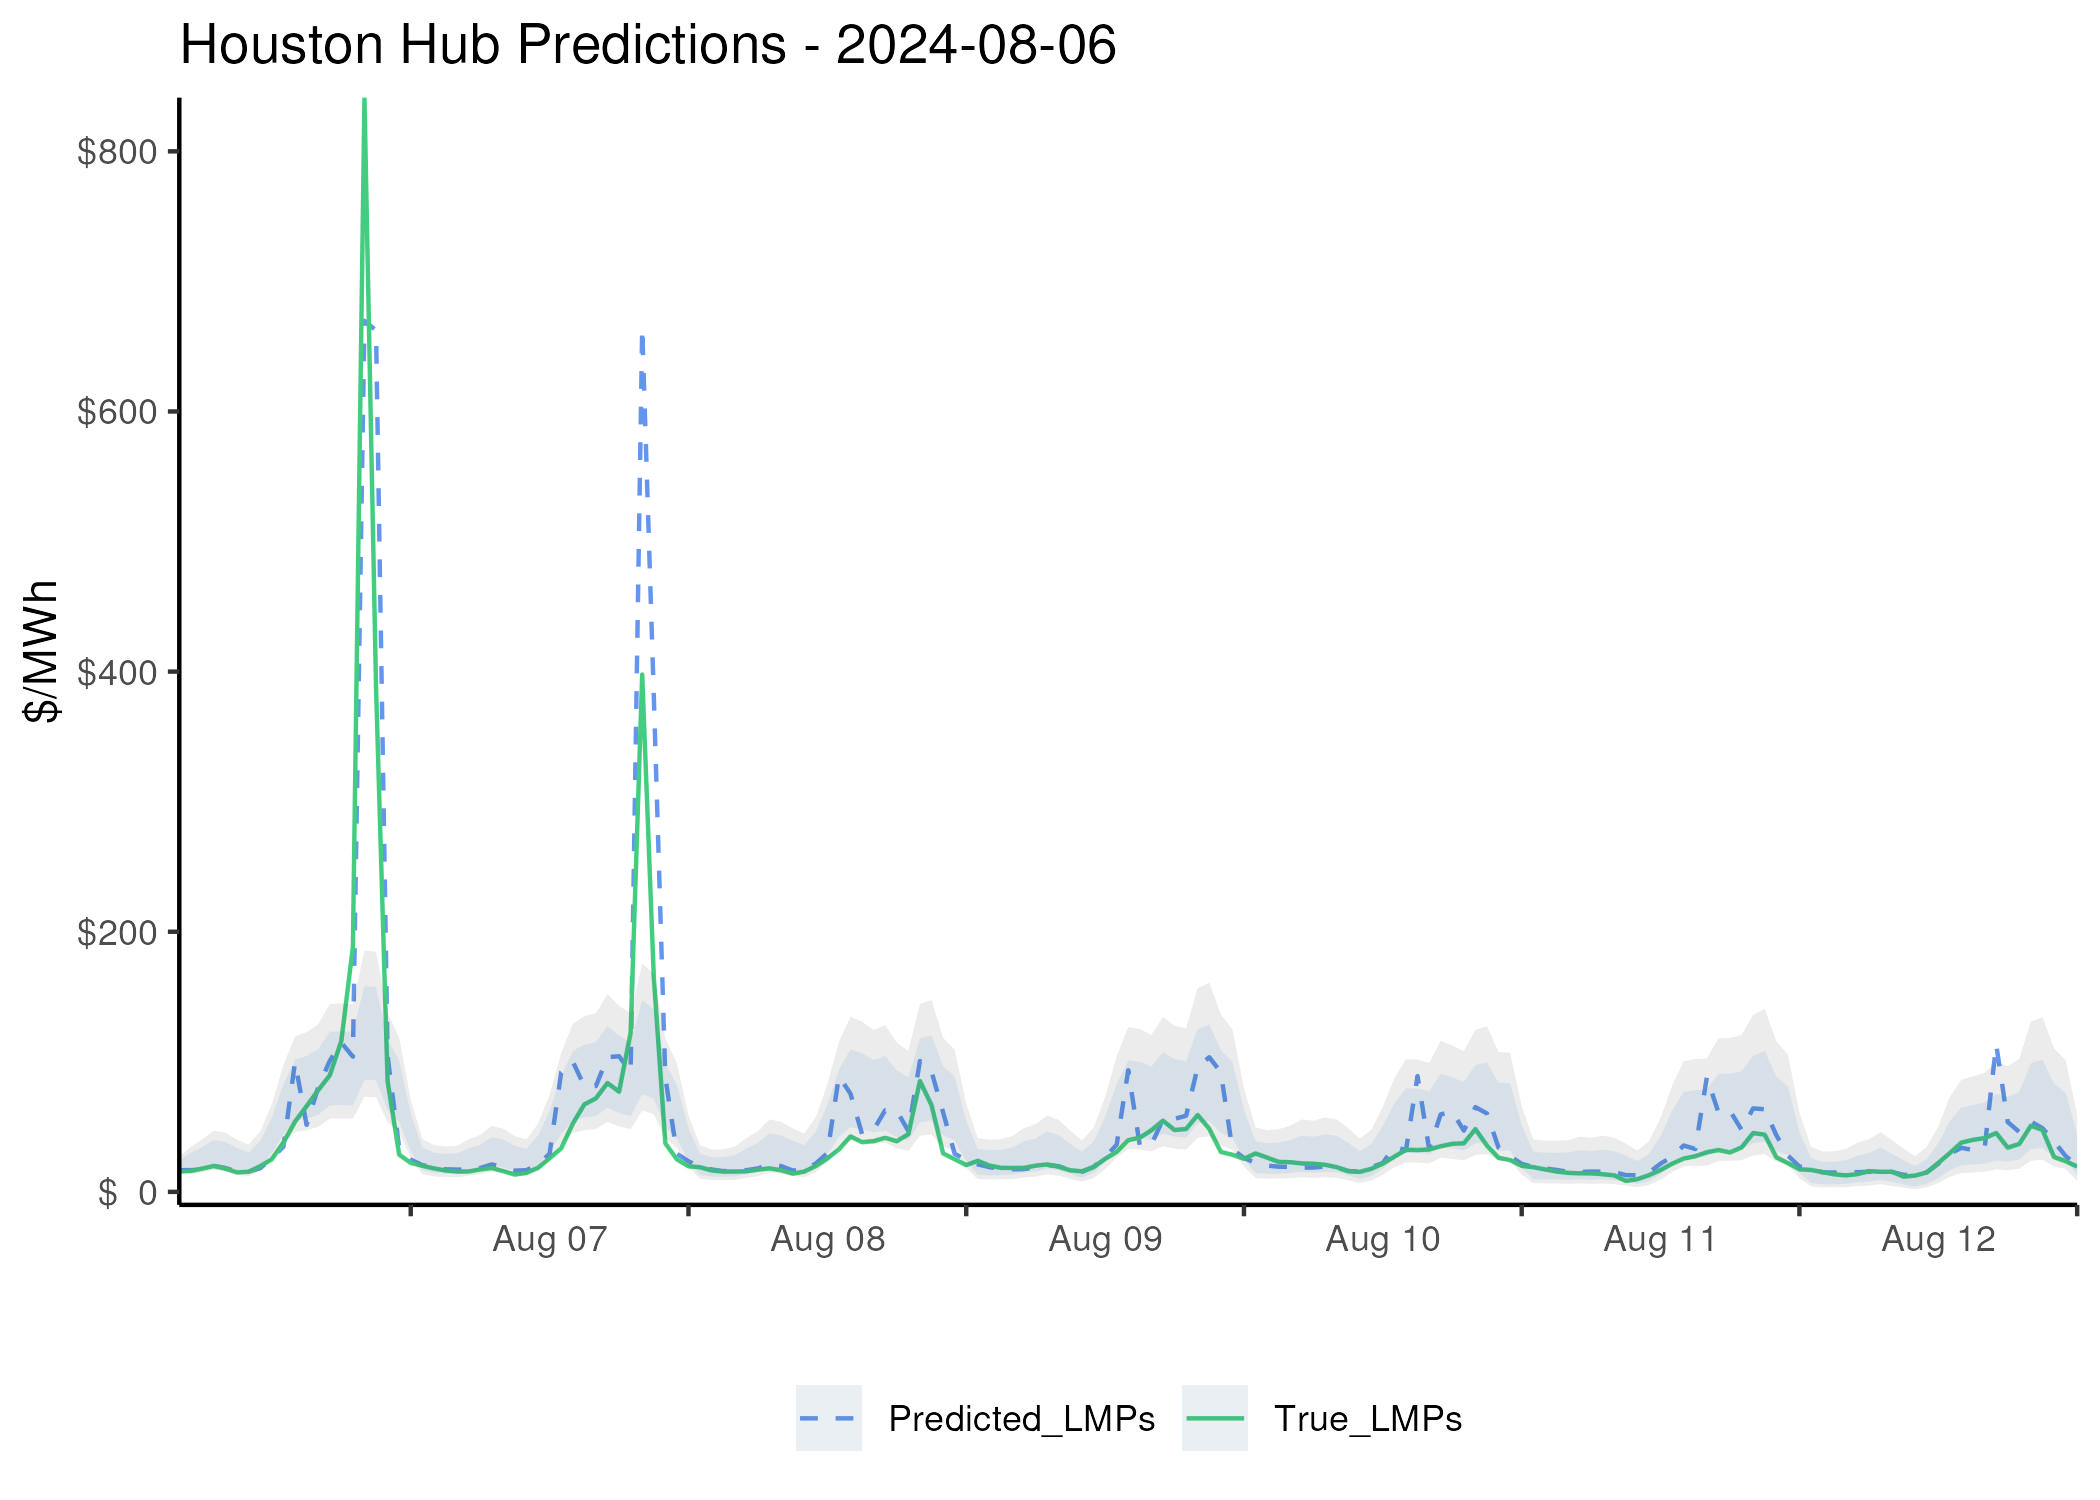 Houston Hub Predictions - 2024-08-06
$800
$600
$400
$200
$ 0
$/MWh
Aug 07 Aug 08 Aug 09 Aug 10 Aug 11 Aug 12
Predicted_LMPs True_LMPs